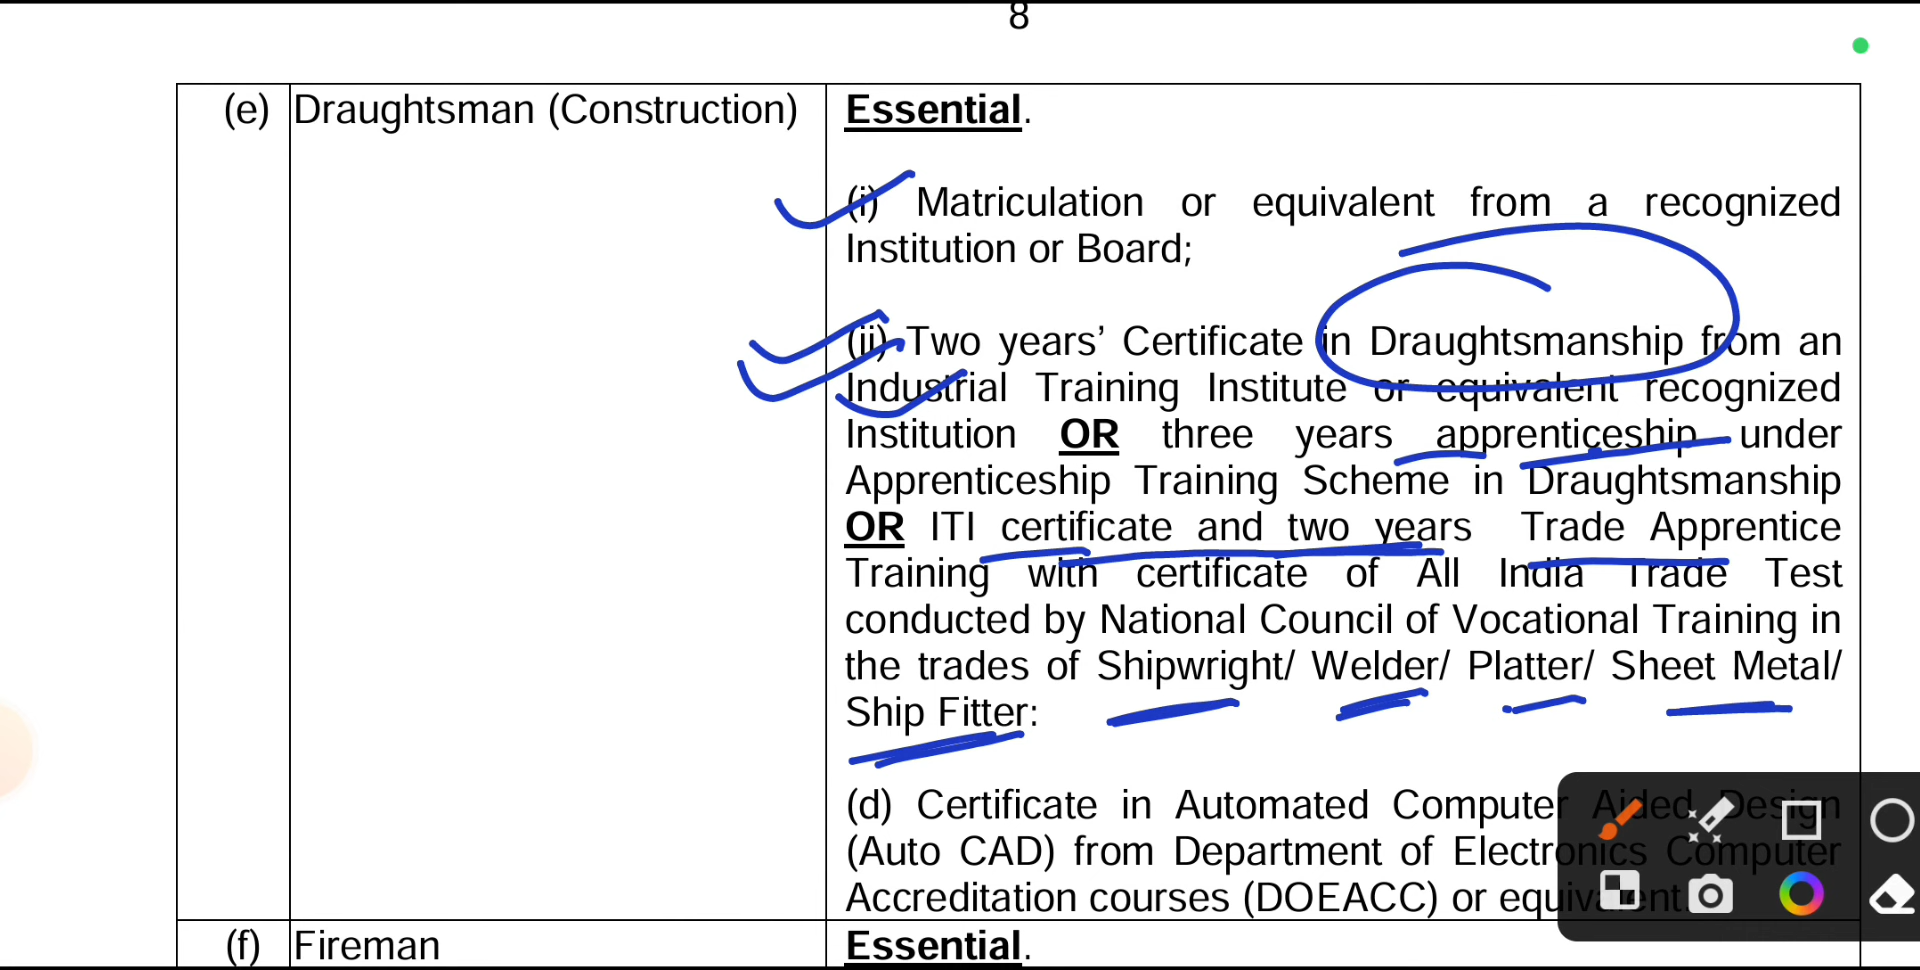 8
(e) Draughtsman (Construction) Essential.
(i) Matriculation or equivalent from a recognized
Institution or Board;
(ii) Two years’ Certificate in Draughtsmanship from an
Industrial Training Institute or equivalent recognized
Institution OR three years apprenticeship under
Apprenticeship Training Scheme in Draughtsmanship
OR ITI certificate and two years Trade Apprentice
Training with certificate of All India Trade Test
conducted by National Council of Vocational Training in
the trades of Shipwright/ Welder/ Platter/ Sheet Metal/
Ship Fitter:
(d) Certificate in Automated Computer Aided Design
(Auto CAD) from Department of Electronics Computer
Accreditation courses (DOEACC) or equivalent.
(f) Fireman Essential.